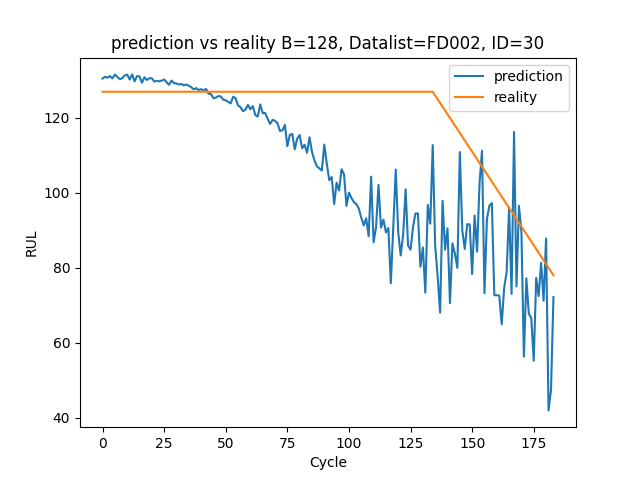 prediction vs reality B=128, Datalist=FD002, ID=30
prediction
reality
120
100
80
60
40
RUL
0 25 50 75 100 125 150 175
Cycle